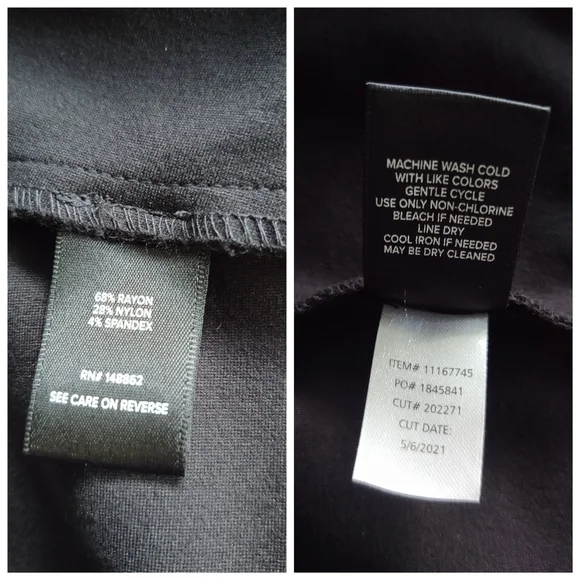 68% RAYON
28% NYLON
4% SPANDEX
RN# 148862
SEE CARE ON REVERSE
MACHINE WASH COLD
WITH LIKE COLORS
GENTLE CYCLE
USE ONLY NON-CHLORINE
BLEACH IF NEEDED
LINE DRY
COOL IRON IF NEEDED
MAY BE DRY CLEANED
ITEM# 11167745
PO# 1845841
CUT# 202271
CUT DATE:
5/6/2021